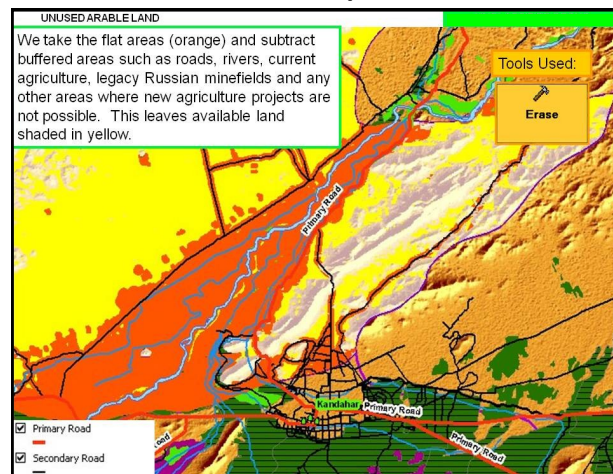 UNUSED ARABLE LAND
We take the flat areas (orange) and subtract
buffered areas such as roads, rivers, current
agriculture, legacy Russian minefields and any
other areas where new agriculture projects are
not possible. This leaves available land
shaded in yellow.
Tools Used:
Erase
Primary Road
Kandahar
Primary Road
Primary Road
Primary Road
Secondary Road